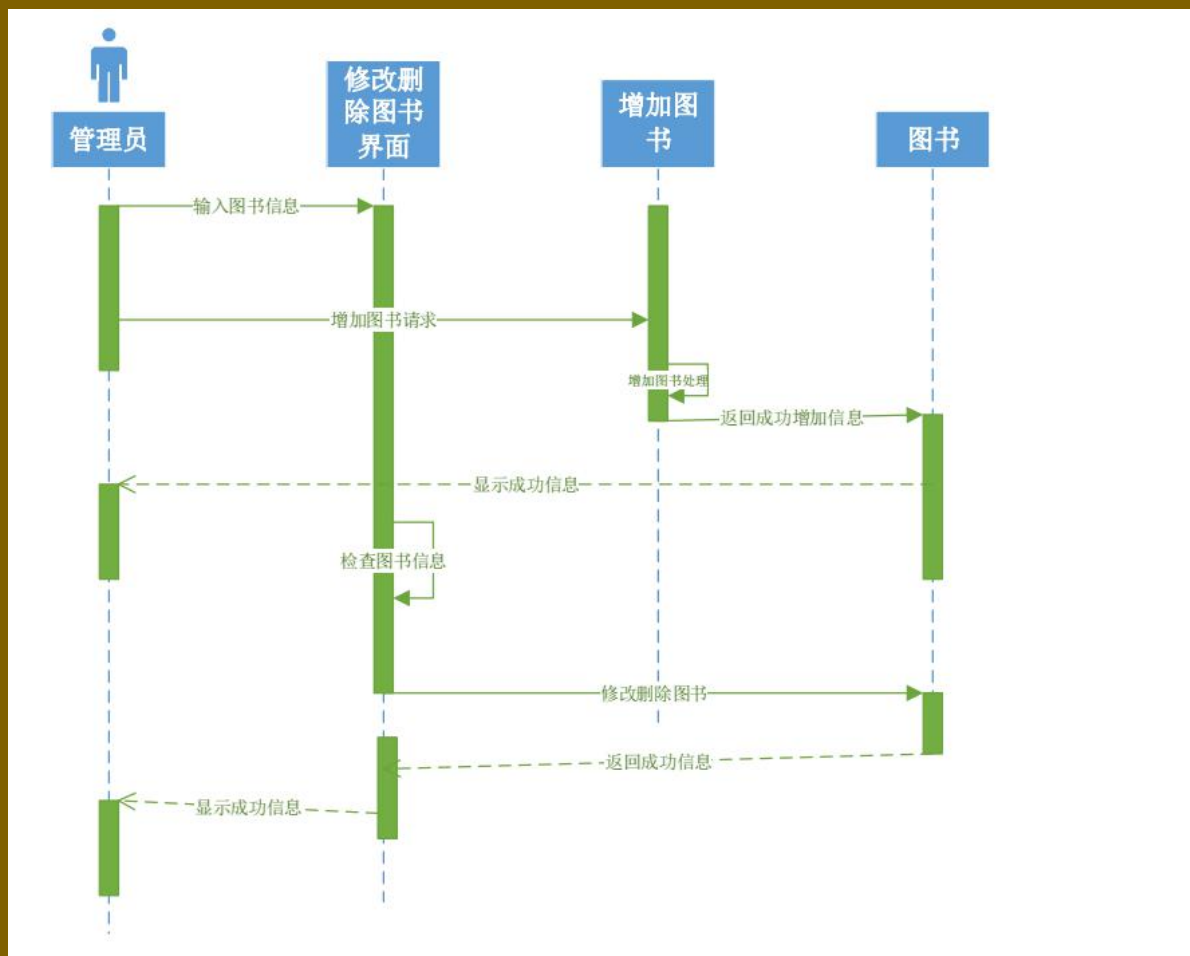 管理员
修改删
除图书
界面
增加图
书
图书
输入图书信息
增加图书请求
增加图书处理
返回成功增加信息
显示成功信息
检查图书信息
修改删除图书
返回成功信息
显示成功信息